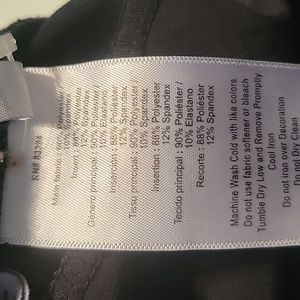 RN# 83294
Main fabric : 90% Polyester/
10% Spandex
Insert : 88% Polyester/
12% Spandex
Género principal : 90% Poliéster/
10% Elastano
Inserción : 88% Poliéster/
12% Spandex
Tissu principal : 90% Polyester/
10% Elastano
Insertion : 88% Polyester/
12% Spandex
Tecido principal : 90% Poliéster /
10% Elastano
Recorte : 88% Poliéster
12% Spandex
Machine Wash Cold with like colors
Do not use fabric softener or bleach
Tumble Dry Low and Remove Promptly
Cool Iron
Do not iron over Decoration
Do not Dry Clean